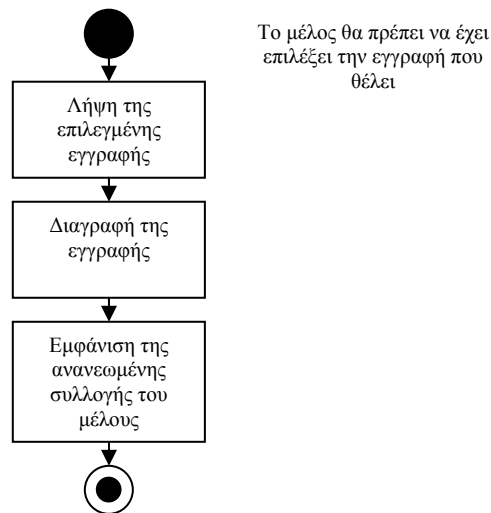 Το μέλος θα πρέπει να έχει
επιλέξει την εγγραφή που
θέλει
Λήψη της
επιλεγμένης
εγγραφής
Διαγραφή της
εγγραφής
Εμφάνιση της
ανανεωμένης
συλλογής του
μέλους